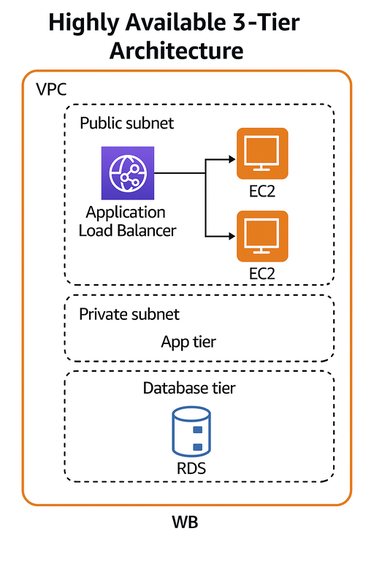 Highly Available 3-Tier
Architecture
VPC
Public subnet
Application
Load Balancer
EC2
EC2
Private subnet
App tier
Database tier
RDS
WB